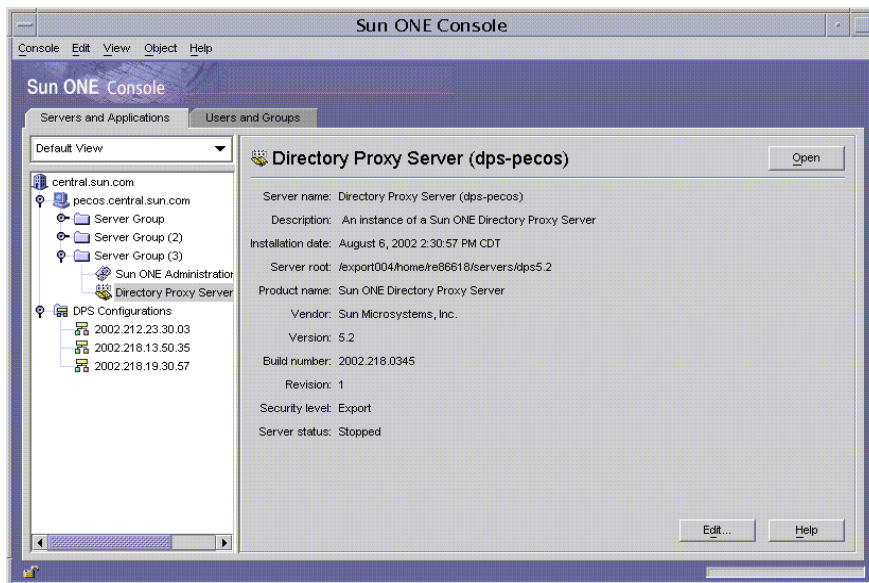 Sun ONE Console
Console Edit View Object Help
Sun ONE Console
Servers and Applications Users and Groups
Default View
central.sun.com
pecos.central.sun.com
Server Group
Server Group (2)
Server Group (3)
Sun ONE Administration
Directory Proxy Server
DPS Configurations
2002.212.23.30.03
2002.218.13.50.35
2002.218.19.30.57
Directory Proxy Server (dps-pecos)
Open
Server name: Directory Proxy Server (dps-pecos)
Description: An instance of a Sun ONE Directory Proxy Server
Installation date: August 6, 2002 2:30:57 PM CDT
Server root: /export004/home/re86618/servers/dps5.2
Product name: Sun ONE Directory Proxy Server
Vendor: Sun Microsystems, Inc.
Version: 5.2
Build number: 2002.218.0345
Revision: 1
Security level: Export
Server status: Stopped
Edit... Help